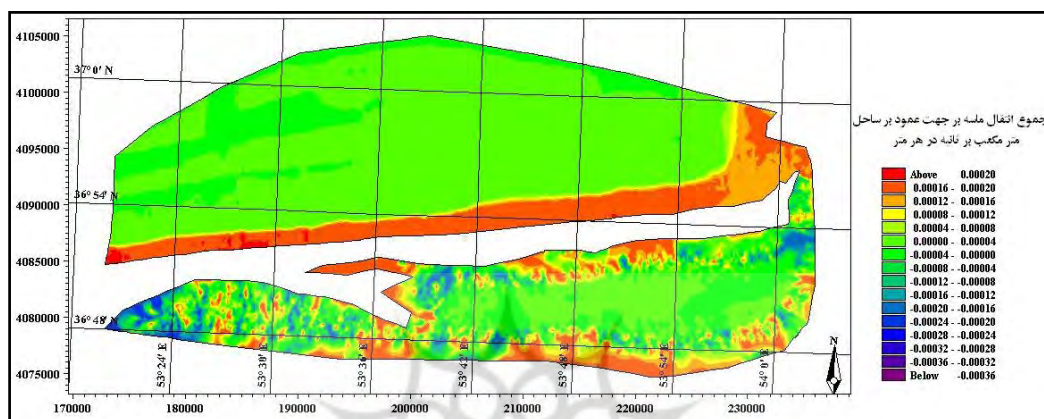 4105000
4100000
4095000
4090000
4085000
4080000
4075000
37° 0' N
36° 54' N
36° 48' N
53° 24' E
53° 30' E
53° 36' E
53° 42' E
53° 48' E
53° 54' E
54° 0' E
N
170000
180000
190000
200000
210000
220000
230000
جموع انتقال ماسه بر جهت عمود بر ساحل
متر مکعب بر ثانیه در هر متر
Above 0.00020
0.00016 - 0.00020
0.00012 - 0.00016
0.00008 - 0.00012
0.00004 - 0.00008
0.00000 - 0.00004
-0.00004 - 0.00000
-0.00008 - -0.00004
-0.00012 - -0.00008
-0.00016 - -0.00012
-0.00020 - -0.00016
-0.00024 - -0.00020
-0.00028 - -0.00024
-0.00032 - -0.00028
-0.00036 - -0.00032
Below -0.00036